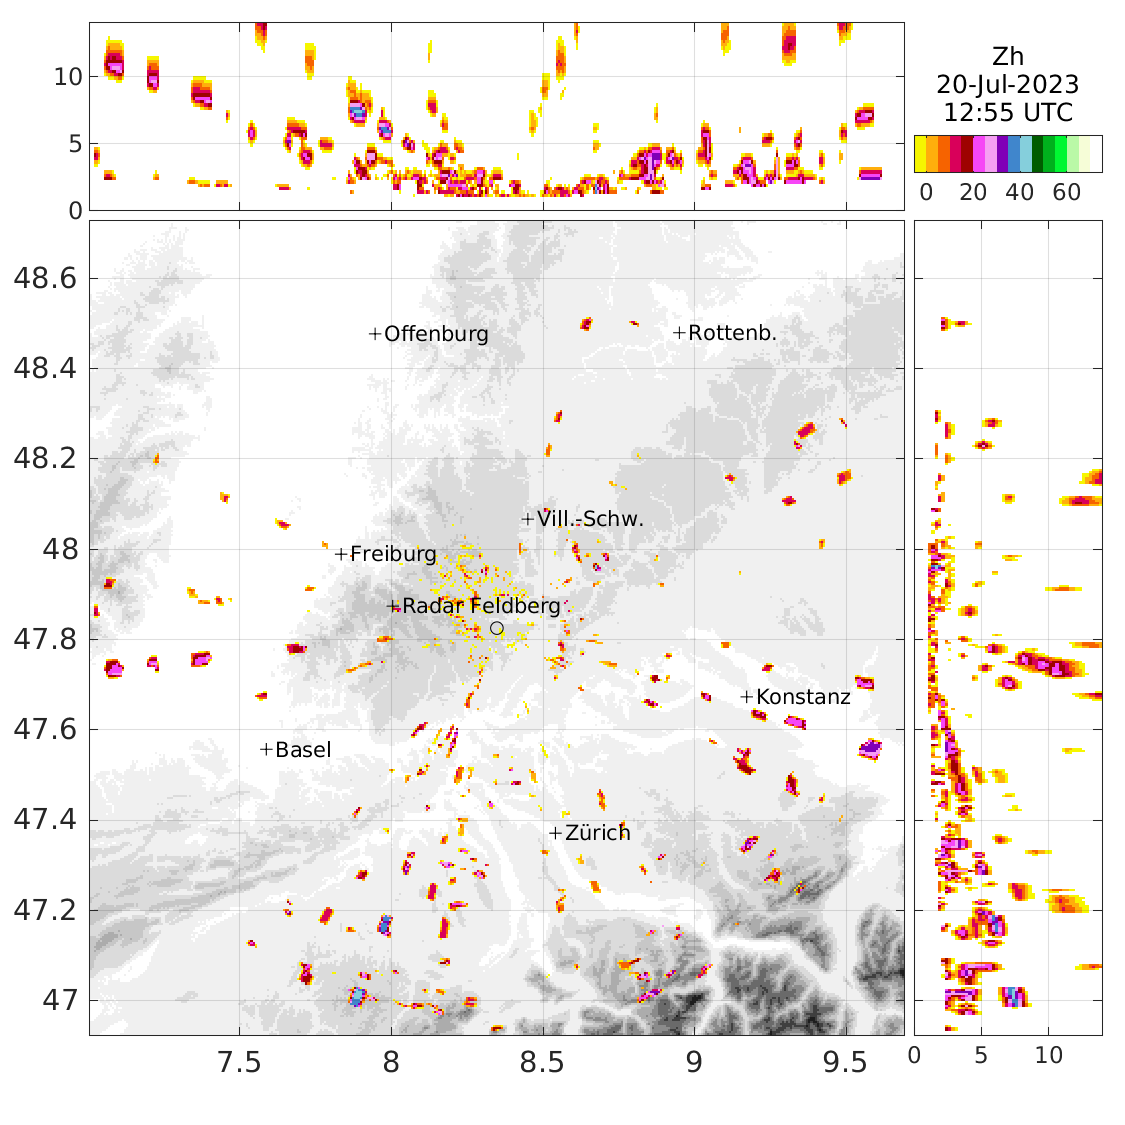 10
5
0
Zh
20-Jul-2023
12:55 UTC
0 20 40 60
48.6
48.4
48.2
48
47.8
47.6
47.4
47.2
47
+Offenburg
+Rottenb.
+Vill.-Schw.
+Freiburg
+Radar Feldberg
+Konstanz
+Basel
+Zürich
7.5 8 8.5 9 9.5
0 5 10